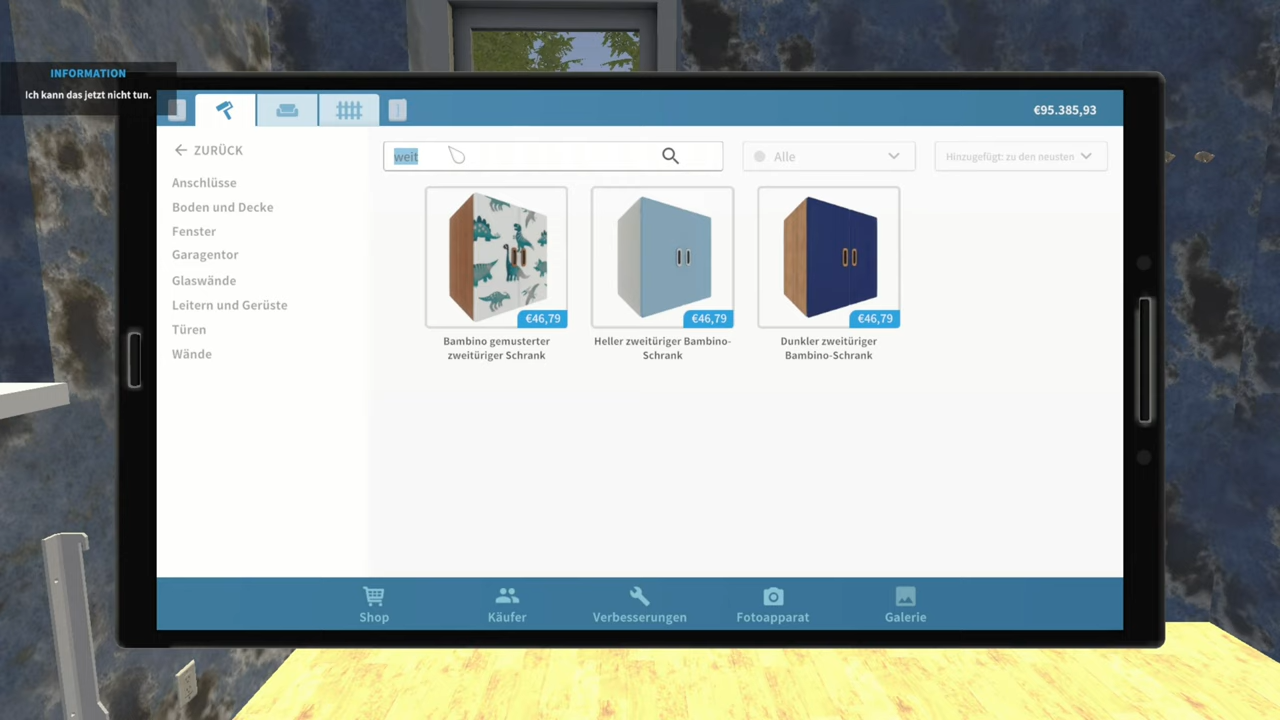 INFORMATION
Ich kann das jetzt nicht tun.
€95.385,93
ZURÜCK
weit
Alle
Hinzugefügt: zu den neusten
Anschlüsse
Boden und Decke
Fenster
Garagentor
Glaswände
Leitern und Gerüste
Türen
Wände
€46,79
€46,79
€46,79
Bambino gemusterter
zweitüriger Schrank
Heller zweitüriger Bambino-
Schrank
Dunkler zweitüriger
Bambino-Schrank
Shop
Käufer
Verbesserungen
Fotoapparat
Galerie